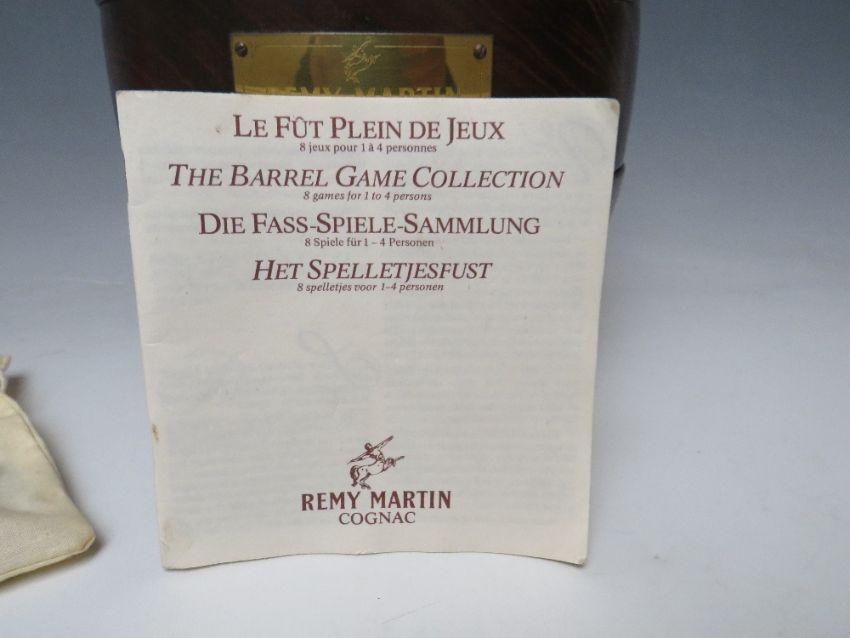 REMY MARTIN
LE FÛT PLEIN DE JEUX
8 jeux pour 1 à 4 personnes
THE BARREL GAME COLLECTION
8 games for 1 to 4 persons
DIE FASS-SPIELE-SAMMLUNG
8 Spiele für 1 – 4 Personen
HET SPELLETJESFUST
8 spelletjes voor 1–4 personen
REMY MARTIN
COGNAC